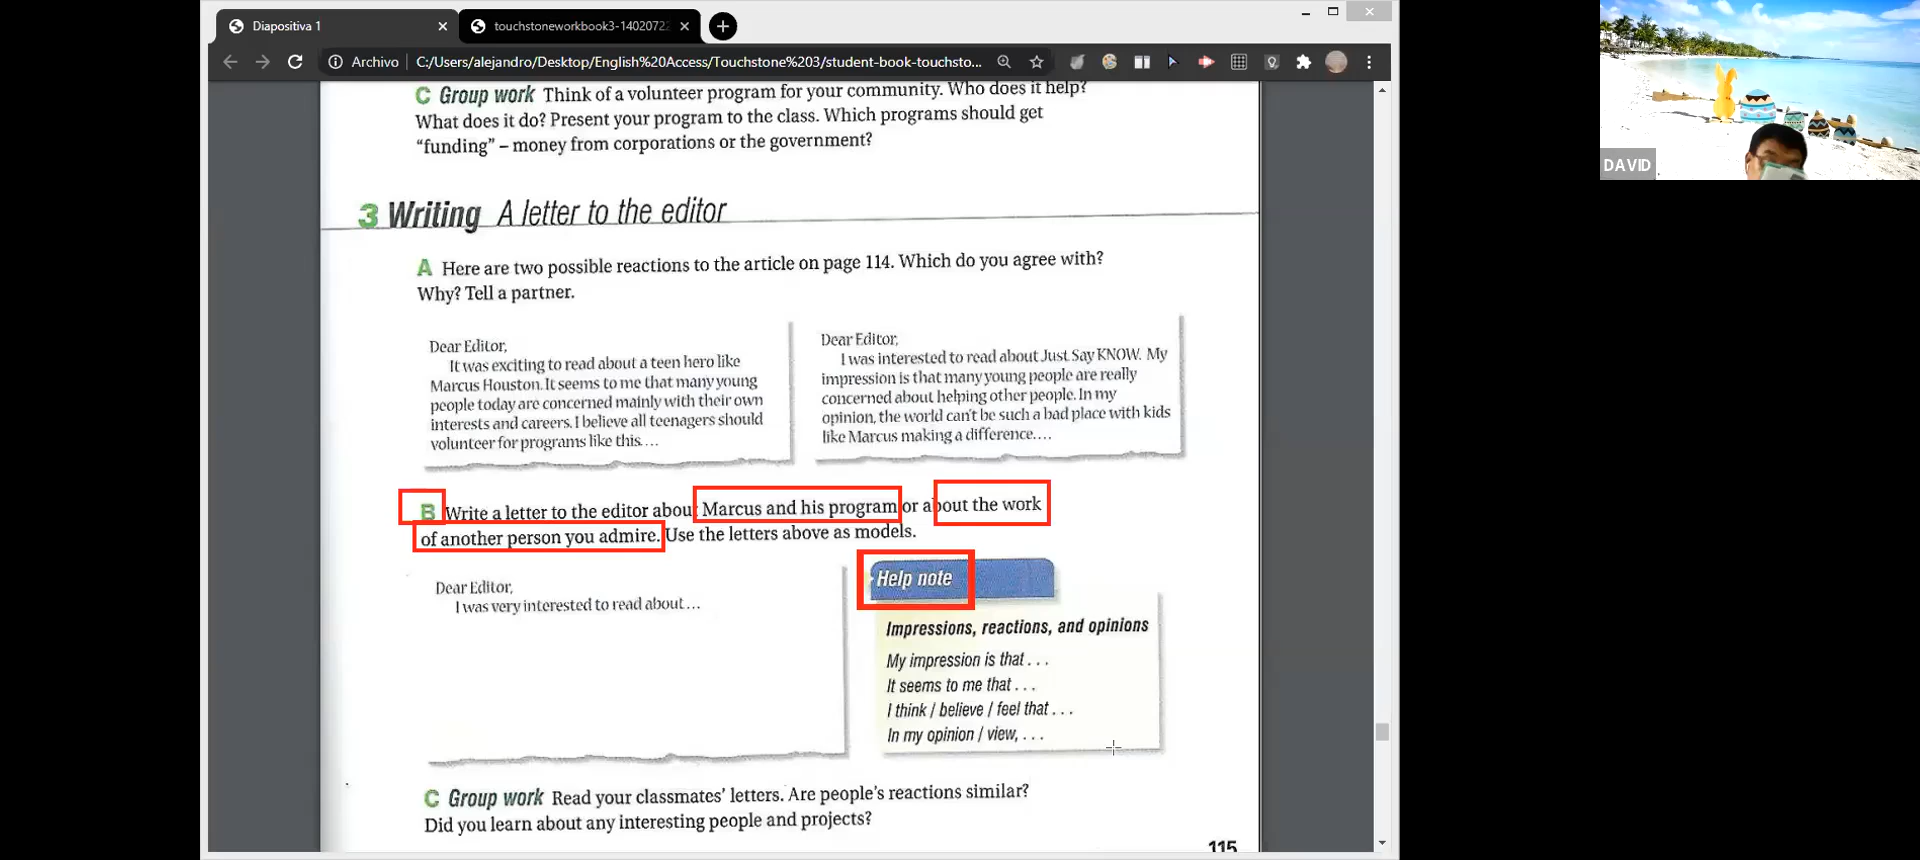 Diapositiva 1
touchstoneworkbook3-1402072
Archivo
C:/Users/alejandro/Desktop/English%20Access/Touchstone%203/student-book-touchsto...
C Group work Think of a volunteer program for your community. Who does it help?
What does it do? Present your program to the class. Which programs should get
“funding” – money from corporations or the government?
3 Writing A letter to the editor
A Here are two possible reactions to the article on page 114. Which do you agree with?
Why? Tell a partner.
Dear Editor,
It was exciting to read about a teen hero like
Marcus Houston. It seems to me that many young
people today are concerned mainly with their own
interests and careers. I believe all teenagers should
volunteer for programs like this....
Dear Editor,
I was interested to read about Just Say KNOW. My
impression is that many young people are really
concerned about helping other people. In my
opinion, the world can't be such a bad place with kids
like Marcus making a difference....
B Write a letter to the editor about Marcus and his program or about the work
of another person you admire. Use the letters above as models.
Dear Editor,
I was very interested to read about...
Help note
Impressions, reactions, and opinions
My impression is that . . .
It seems to me that . . .
I think / believe / feel that . . .
In my opinion / view, . . .
C Group work Read your classmates' letters. Are people's reactions similar?
Did you learn about any interesting people and projects?
115
DAVID